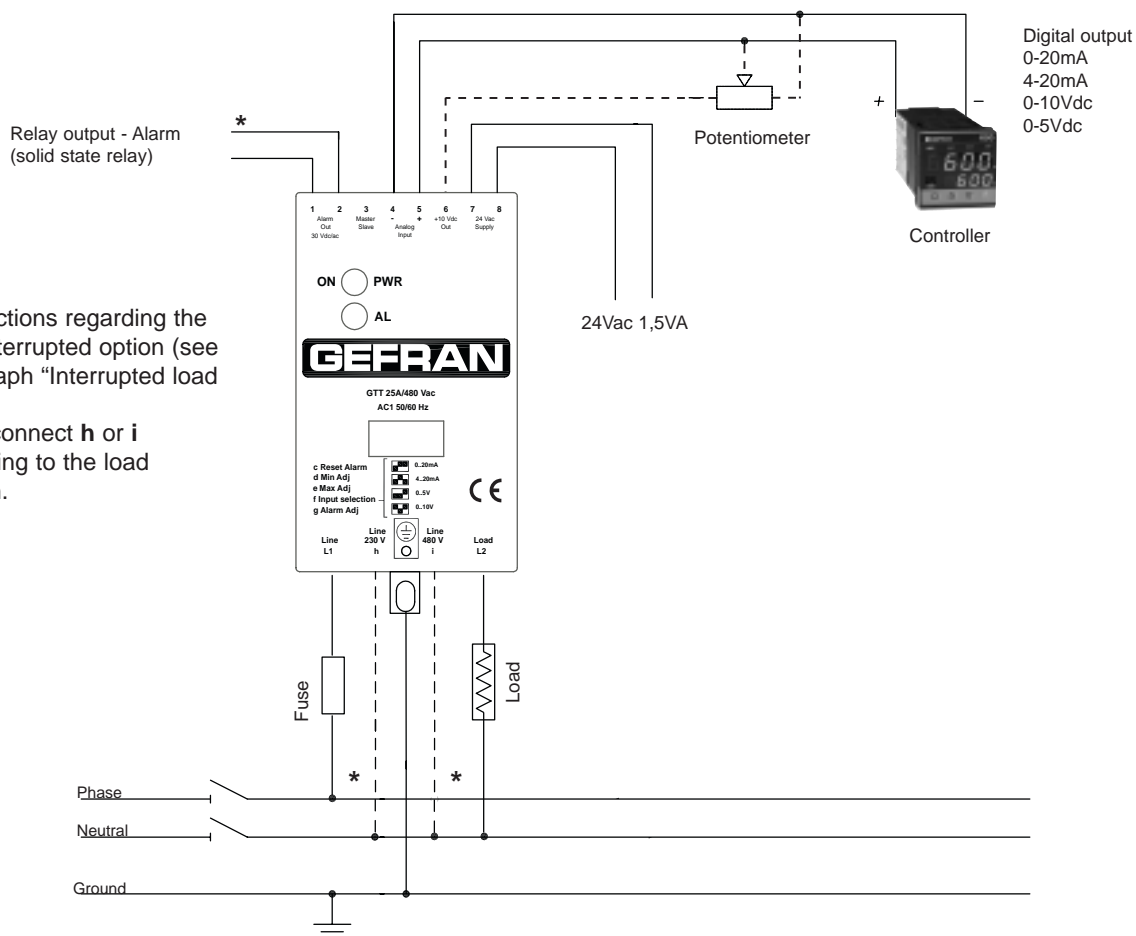 Digital output
0-20mA
4-20mA
0-10Vdc
0-5Vdc
+ −
Potentiometer
Controller
600
600
Relay output - Alarm
(solid state relay)
*
1 2 3 4 5 6 7 8
Alarm
Out
30 Vdc/ac
Master
Slave
- +
Analog
Input
+10 Vdc
Out
24 Vac
Supply
ON PWR
AL
24Vac 1,5VA
ctions regarding the
terrupted option (see
aph “Interrupted load
connect h or i
ing to the load
.
GEFRAN
GTT 25A/480 Vac
AC1 50/60 Hz
c Reset Alarm
d Min Adj
e Max Adj
f Input selection
g Alarm Adj
0..20mA
4..20mA
0..5V
0..10V
CE
Line
L1
Line
230 V
h
Line
480 V
i
Load
L2
Fuse
Load
* *
Phase
Neutral
Ground